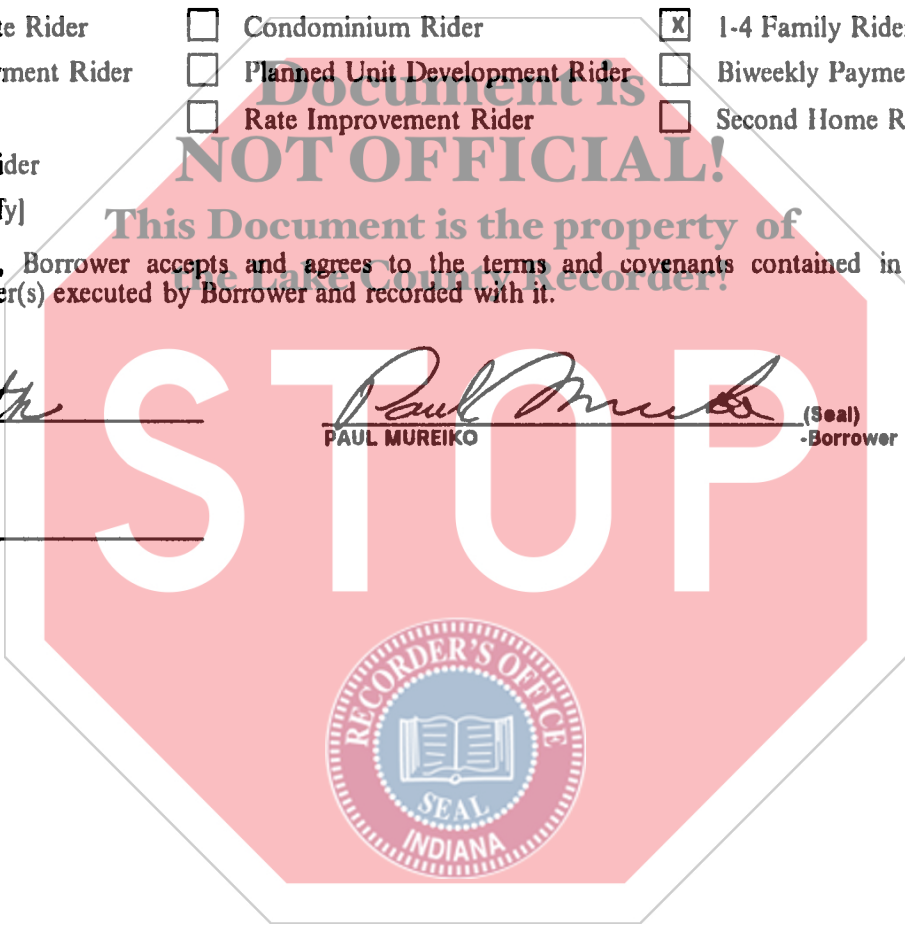 te Rider ☐ Condominium Rider ☒ 1-4 Family Rider
ment Rider ☐ Planned Unit Development Rider ☐ Biweekly Payme
☐ Rate Improvement Rider ☐ Second Home R
Document is
NOT OFFICIAL!
ider
fy]
This Document is the property of
the Lake County Recorder!
Borrower accepts and agrees to the terms and covenants contained in
er(s) executed by Borrower and recorded with it.
Paul Mureiko (Seal)
PAUL MUREIKO -Borrower
STOP
RECORDER'S OFFICE
SEAL
INDIANA